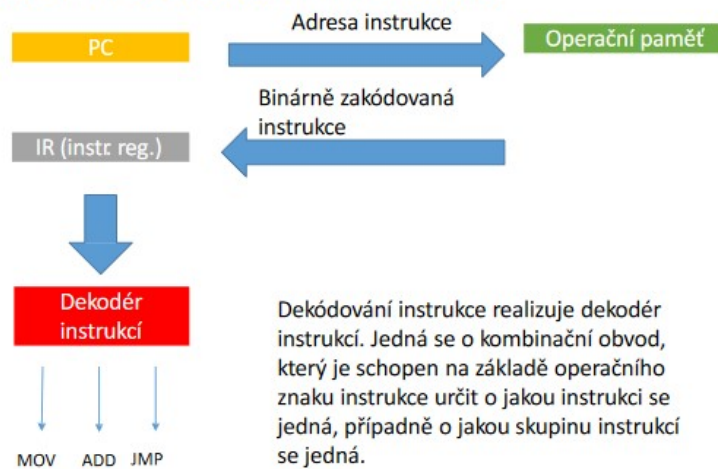 Adresa instrukce
PC
Operační paměť
Binárně zakódovaná
instrukce
IR (instr. reg.)
Dekodér
instrukcí
Dekódování instrukce realizuje dekodér
instrukcí. Jedná se o kombinační obvod,
který je schopen na základě operačního
znaku instrukce určit o jakou instrukci se
jedná, případně o jakou skupinu instrukcí
se jedná.
MOV ADD JMP